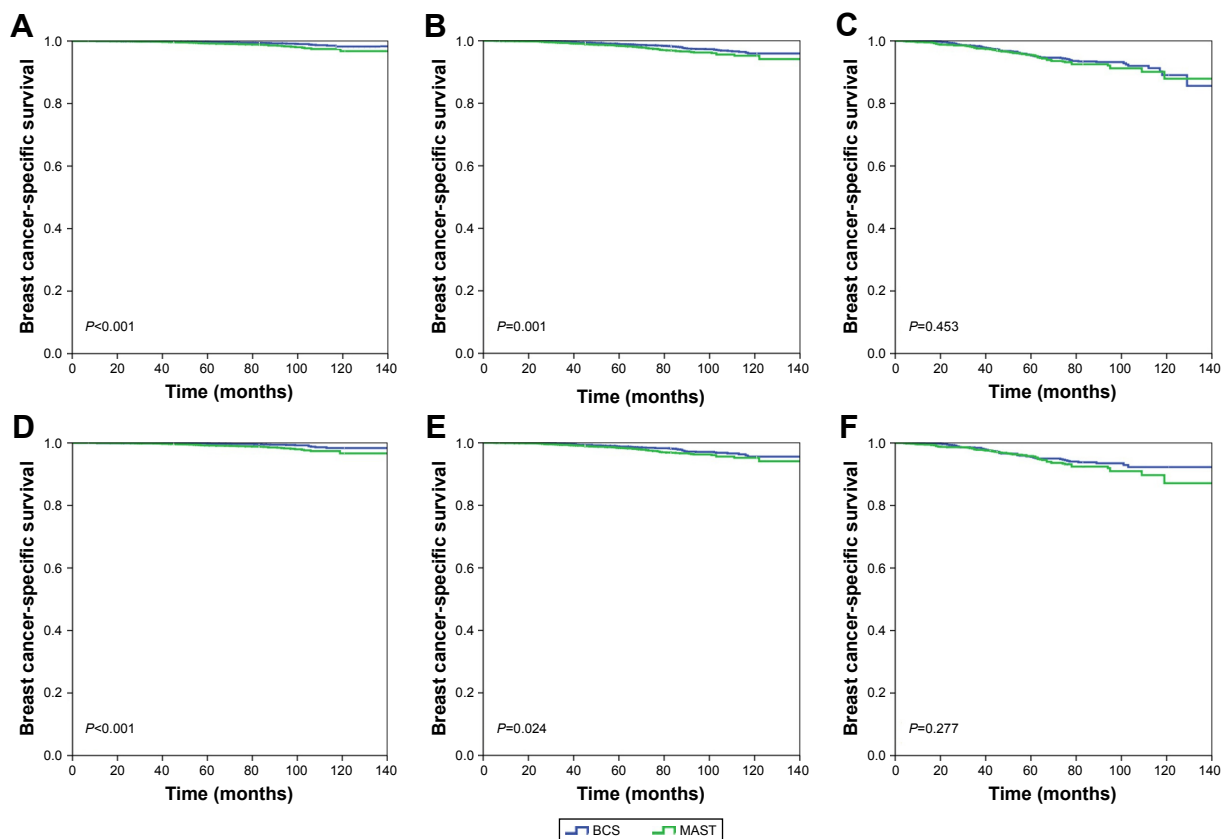 A
Breast cancer-specific survival
1.0
0.8
0.6
0.4
0.2
0.0
P<0.001
0 20 40 60 80 100 120 140
Time (months)
B
Breast cancer-specific survival
1.0
0.8
0.6
0.4
0.2
0.0
P=0.001
0 20 40 60 80 100 120 140
Time (months)
C
Breast cancer-specific survival
1.0
0.8
0.6
0.4
0.2
0.0
P=0.453
0 20 40 60 80 100 120 140
Time (months)
D
Breast cancer-specific survival
1.0
0.8
0.6
0.4
0.2
0.0
P<0.001
0 20 40 60 80 100 120 140
Time (months)
E
Breast cancer-specific survival
1.0
0.8
0.6
0.4
0.2
0.0
P=0.024
0 20 40 60 80 100 120 140
Time (months)
F
Breast cancer-specific survival
1.0
0.8
0.6
0.4
0.2
0.0
P=0.277
0 20 40 60 80 100 120 140
Time (months)
BCS MAST